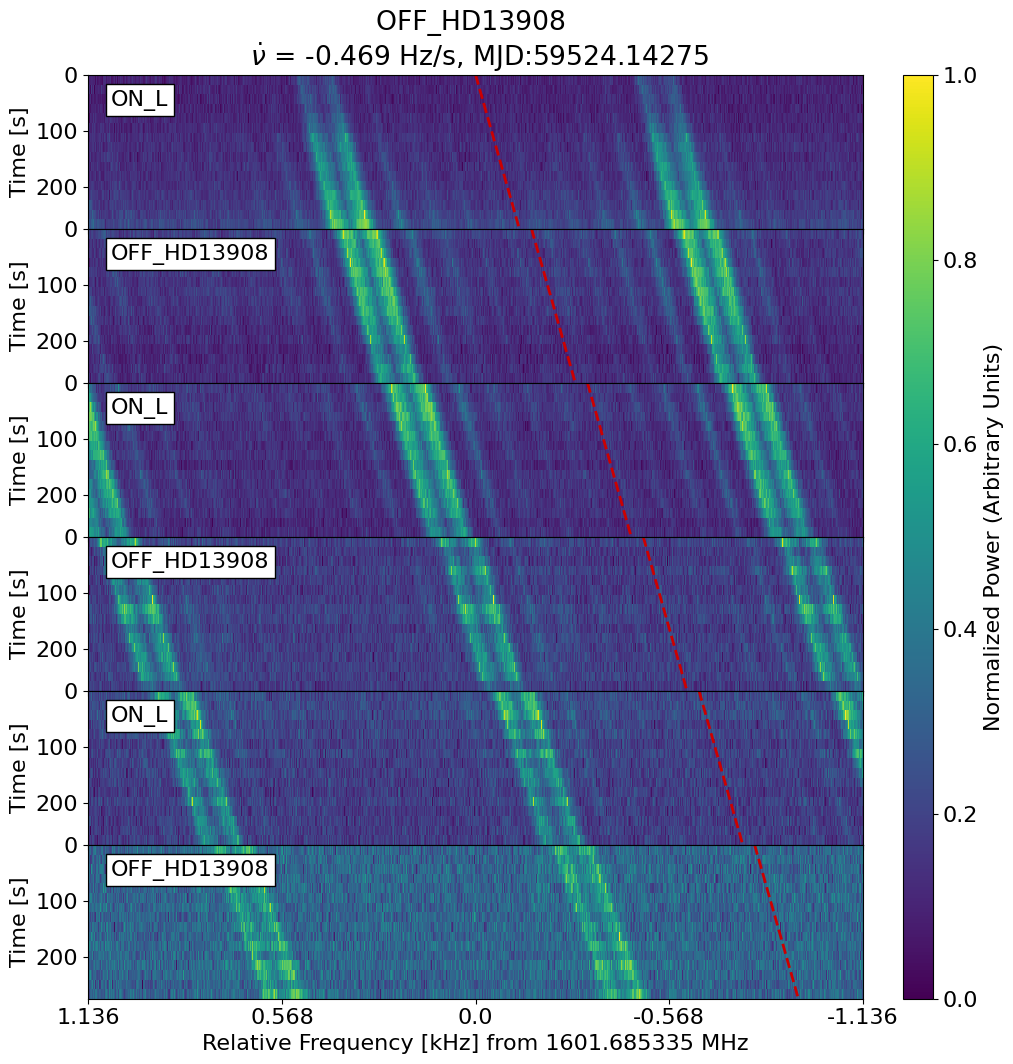 OFF_HD13908
ν̇ = -0.469 Hz/s, MJD:59524.14275
0
ON_L
100
200
Time [s]
0
OFF_HD13908
100
200
Time [s]
0
ON_L
100
200
Time [s]
0
OFF_HD13908
100
200
Time [s]
0
ON_L
100
200
Time [s]
0
OFF_HD13908
100
200
Time [s]
1.136 0.568 0.0 -0.568 -1.136
Relative Frequency [kHz] from 1601.685335 MHz
1.0
0.8
0.6
0.4
0.2
0.0
Normalized Power (Arbitrary Units)